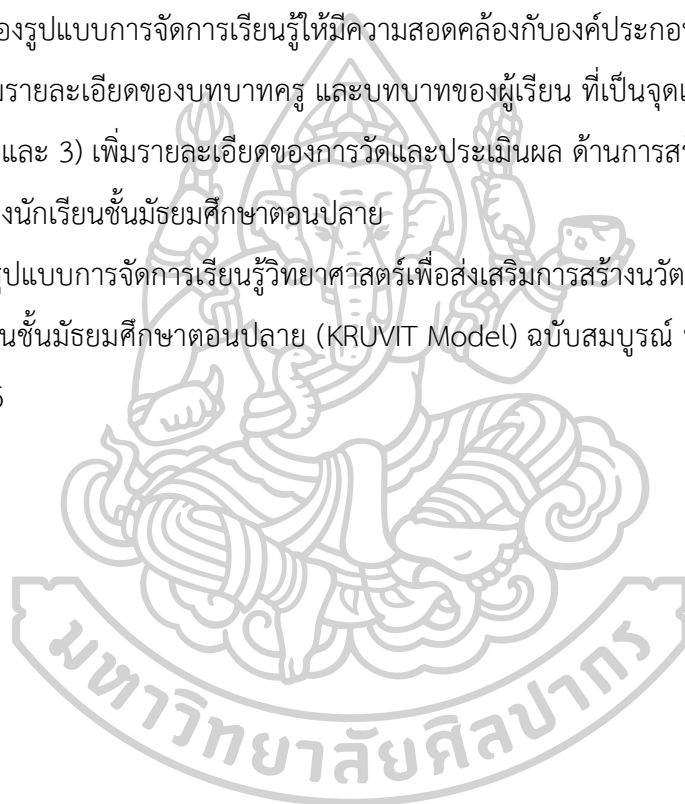 องรูปแบบการจัดการเรียนรู้ให้มีความสอดคล้องกับองค์ประกอบ
รายละเอียดของบทบาทครู และบทบาทของผู้เรียน ที่เป็นจุด
และ 3) เพิ่มรายละเอียดของการวัดและประเมินผล ด้านการ
งนักเรียนชั้นมัธยมศึกษาตอนปลาย
รูปแบบการจัดการเรียนรู้วิทยาศาสตร์เพื่อส่งเสริมการสร้างนวัต
นชั้นมัธยมศึกษาตอนปลาย (KRUVIT Model) ฉบับสมบูรณ์
มหาวิทยาลัยศิลปากร